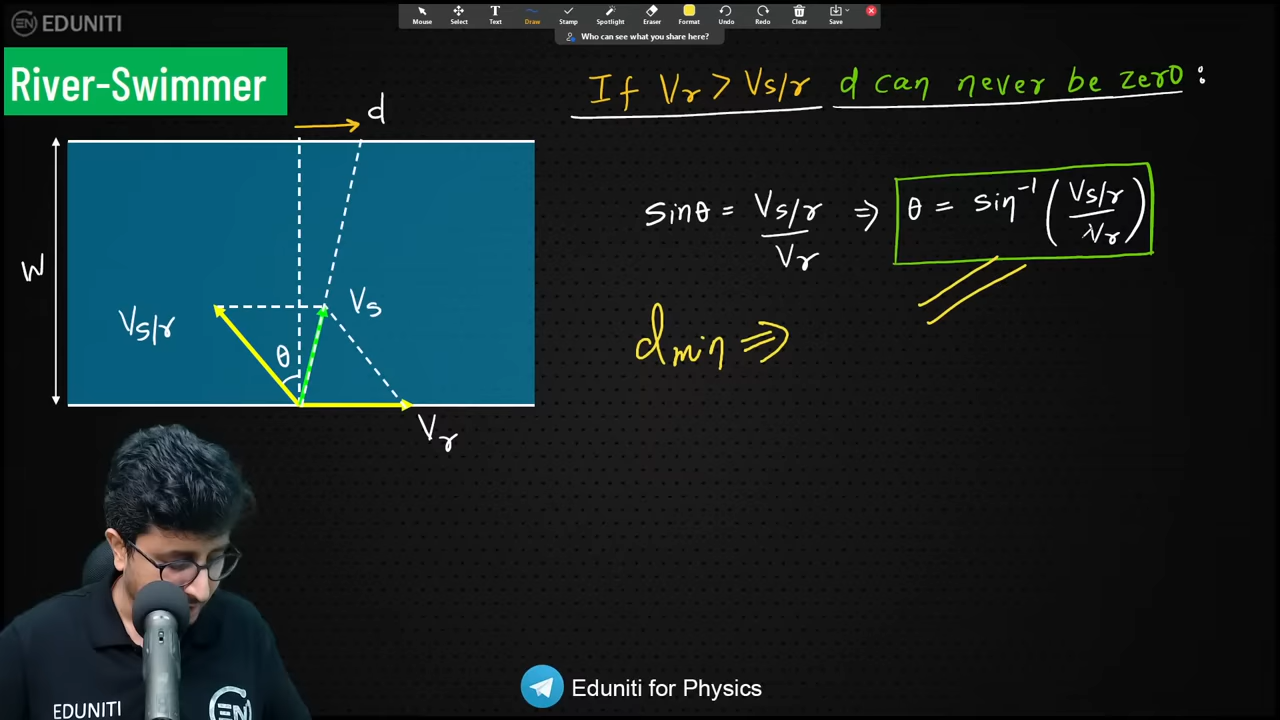 EDUNITI
Mouse Select Text Draw Stamp Spotlight Eraser Format Undo Redo Clear Save
Who can see what you share here?
River-Swimmer
If Vr > Vs/r d can never be zero :
d
W
Vs/r
θ
Vs
Vr
sinθ = Vs/r / Vr ⇒ θ = sin⁻¹ (Vs/r / Vr)
dmin ⇒
EDUNITI
EN
Eduniti for Physics